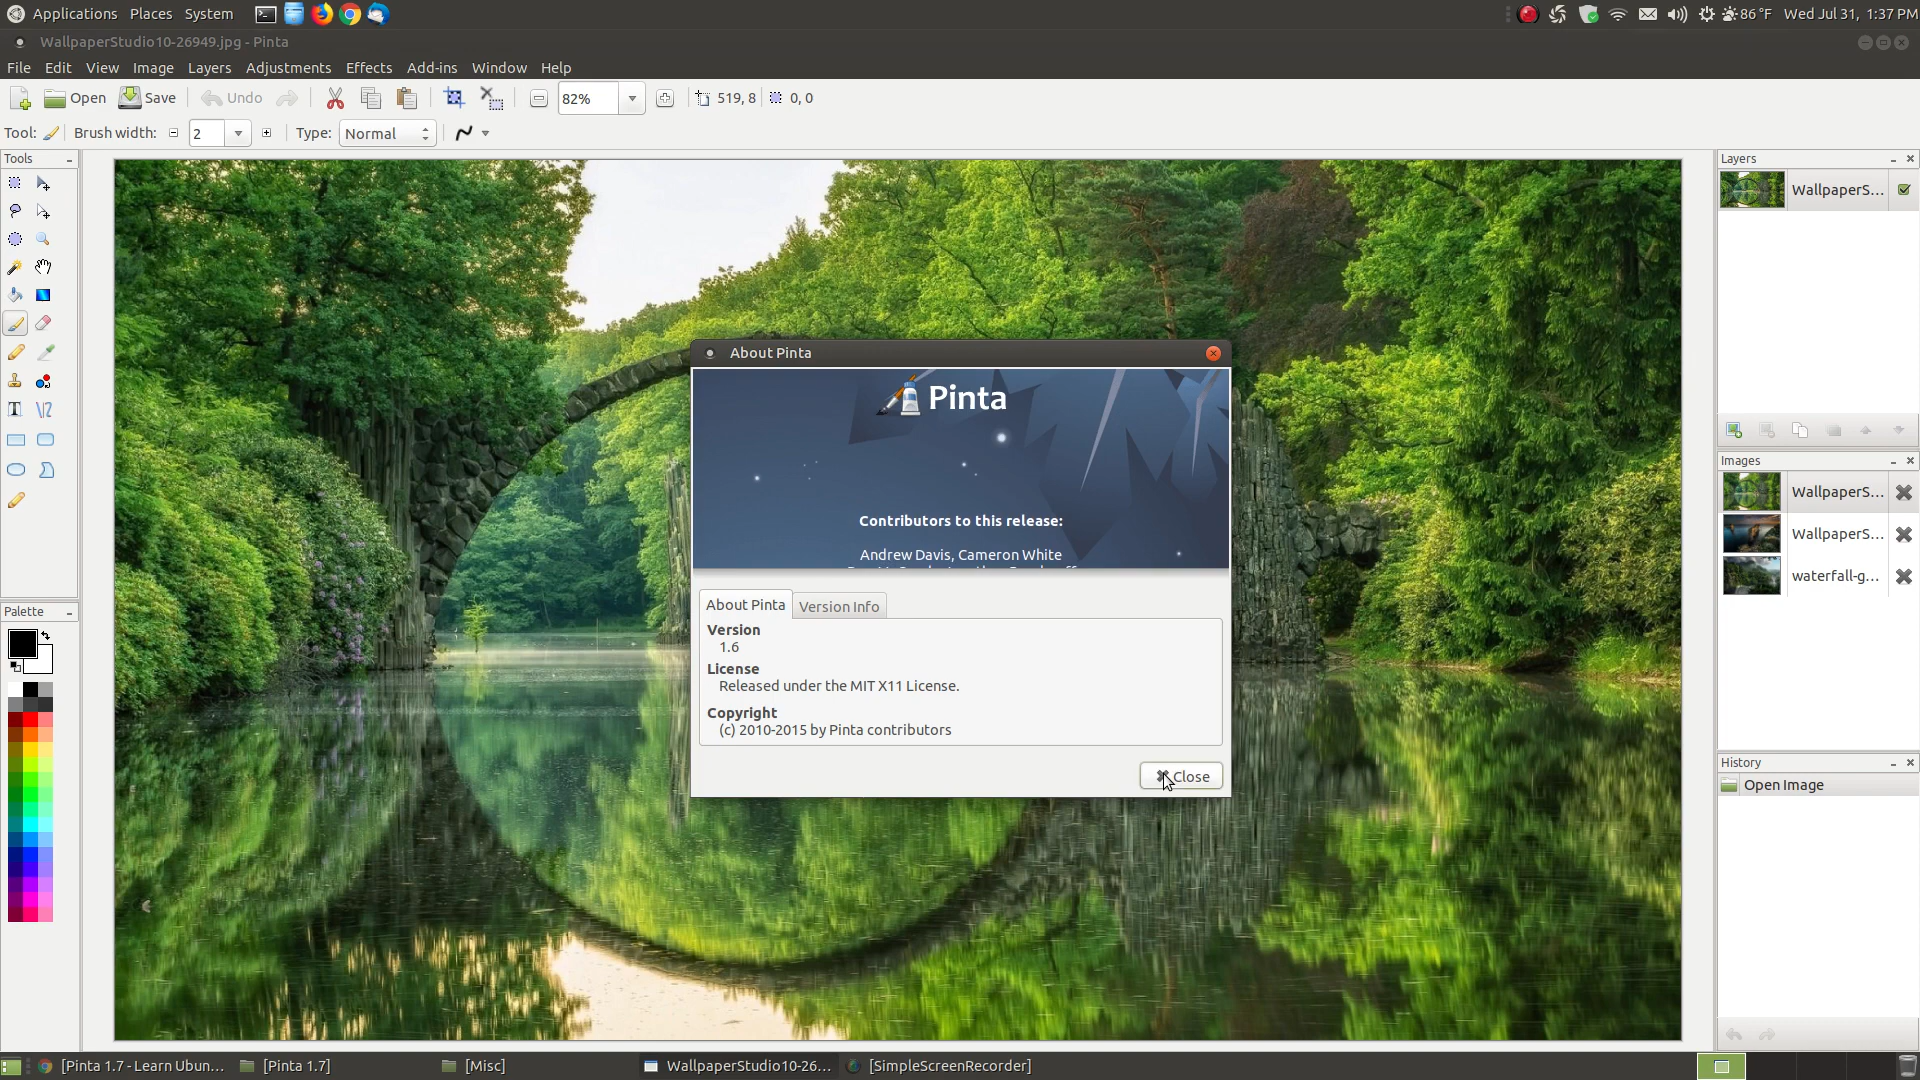 Applications Places System
86 °F Wed Jul 31, 1:37 PM
WallpaperStudio10-26949.jpg - Pinta
File Edit View Image Layers Adjustments Effects Add-ins Window Help
Open Save Undo 82% 519, 8 0, 0
Tool: Brush width: 2 Type: Normal
Tools
Layers
WallpaperS...
About Pinta
Pinta
Contributors to this release:
Andrew Davis, Cameron White
About Pinta Version Info
Version
1.6
License
Released under the MIT X11 License.
Copyright
(c) 2010-2015 by Pinta contributors
Close
Images
WallpaperS...
WallpaperS...
waterfall-g...
Palette
History
Open Image
[Pinta 1.7 - Learn Ubun... [Pinta 1.7] [Misc] WallpaperStudio10-26... [SimpleScreenRecorder]